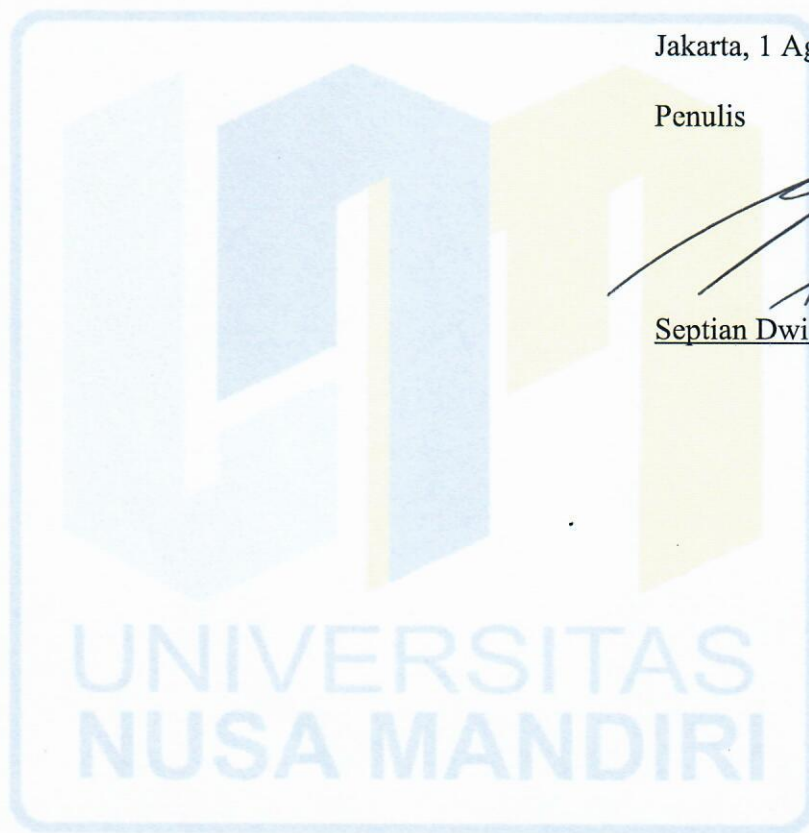 Jakarta, 1 Ag
Penulis
Septian Dwi
UNIVERSITAS
NUSA MANDIRI